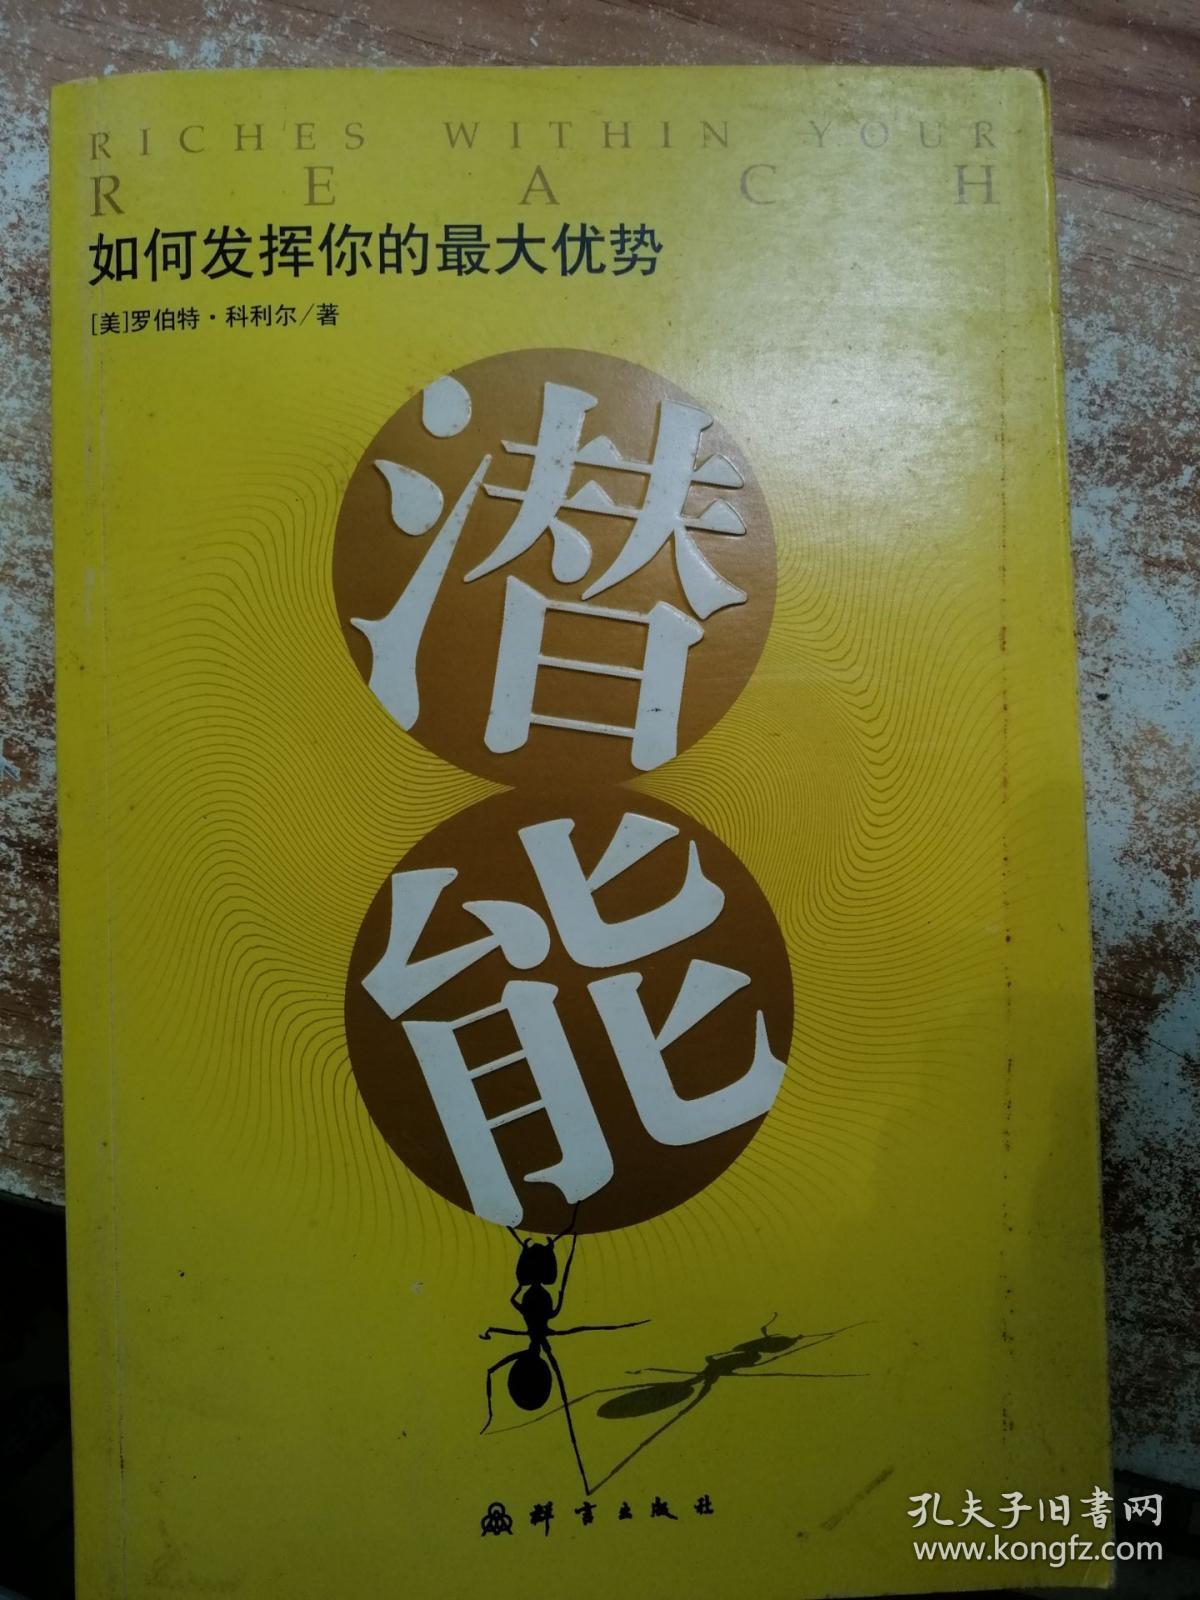 RICHES WITHIN YOUR
REACH
如何发挥你的最大优势
[美]罗伯特·科利尔/著
潜
能
群言出版社
孔夫子旧书网
www.kongfz.com